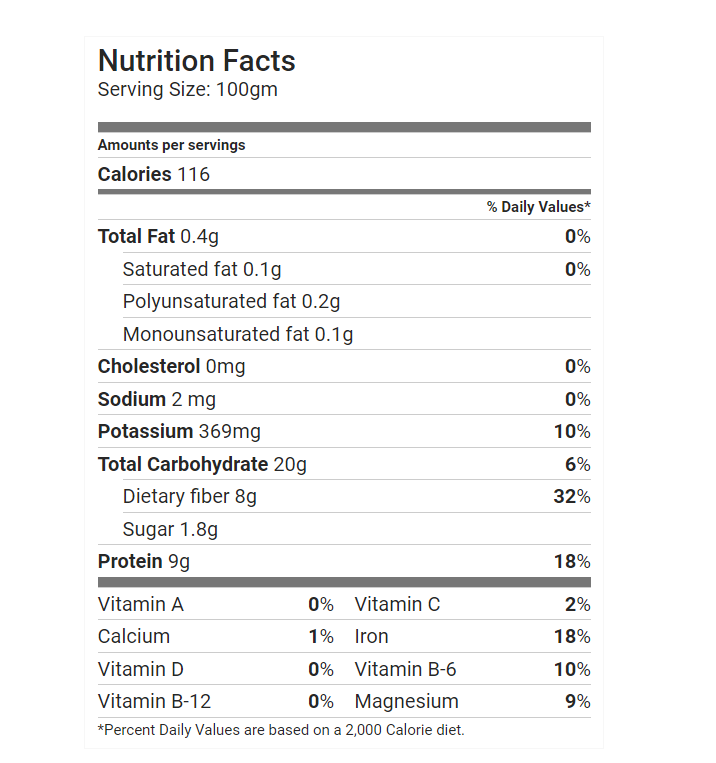 Nutrition Facts
Serving Size: 100gm
Amounts per servings
Calories 116
% Daily Values*
Total Fat 0.4g 0%
Saturated fat 0.1g 0%
Polyunsaturated fat 0.2g
Monounsaturated fat 0.1g
Cholesterol 0mg 0%
Sodium 2 mg 0%
Potassium 369mg 10%
Total Carbohydrate 20g 6%
Dietary fiber 8g 32%
Sugar 1.8g
Protein 9g 18%
Vitamin A 0% Vitamin C 2%
Calcium 1% Iron 18%
Vitamin D 0% Vitamin B-6 10%
Vitamin B-12 0% Magnesium 9%
*Percent Daily Values are based on a 2,000 Calorie diet.